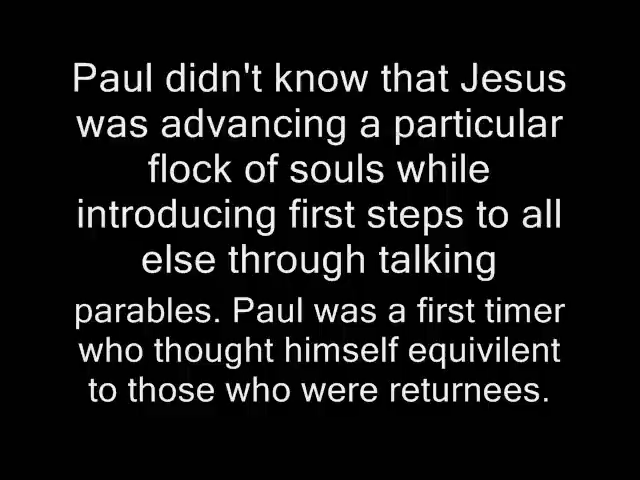 Paul didn't know that Jesus
was advancing a particular
flock of souls while
introducing first steps to all
else through talking
parables. Paul was a first timer
who thought himself equivilent
to those who were returnees.